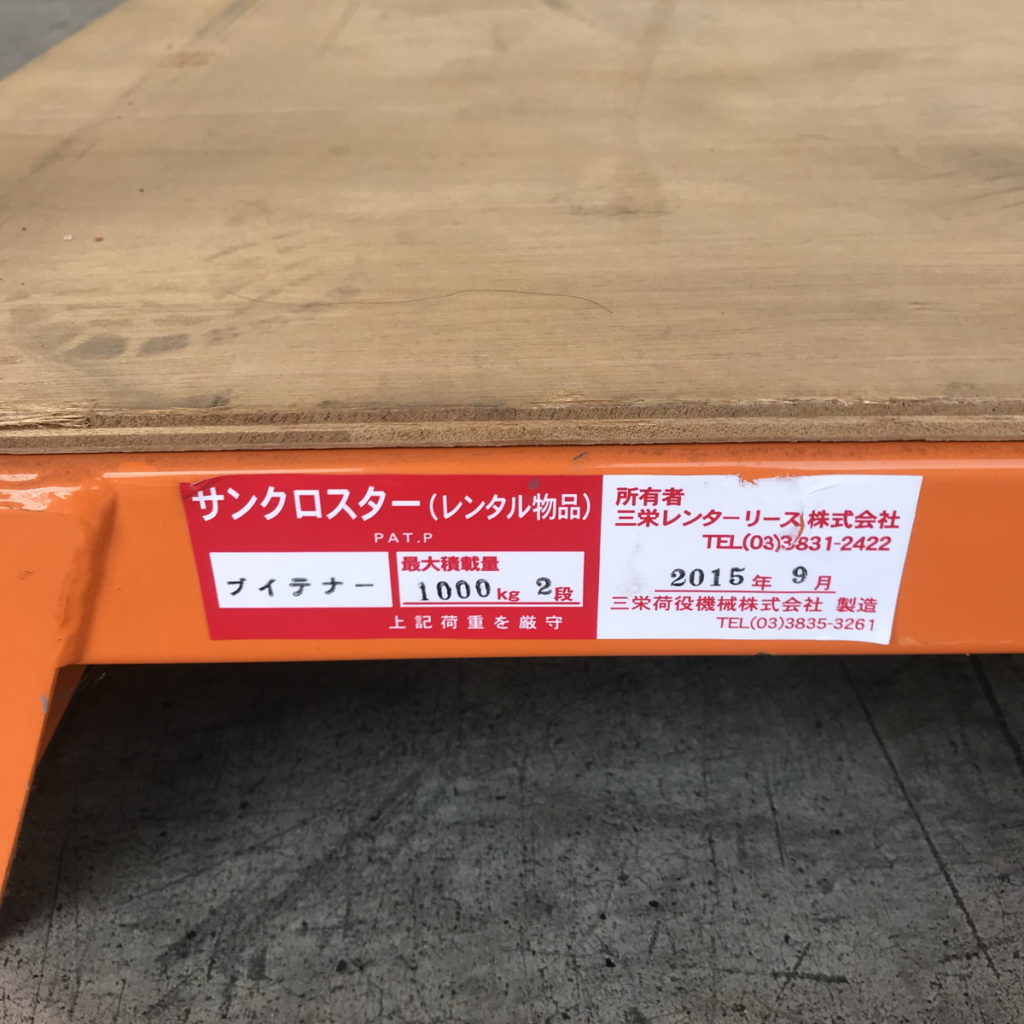 サンクロスター(レンタル物品)
PAT.P
ブイテナー
最大積載量
1000kg 2段
上記荷重を厳守
所有者
三栄レンターリース株式会社
TEL(03)3831-2422
2015年 9月
三栄荷役機械株式会社 製造
TEL(03)3835-3261